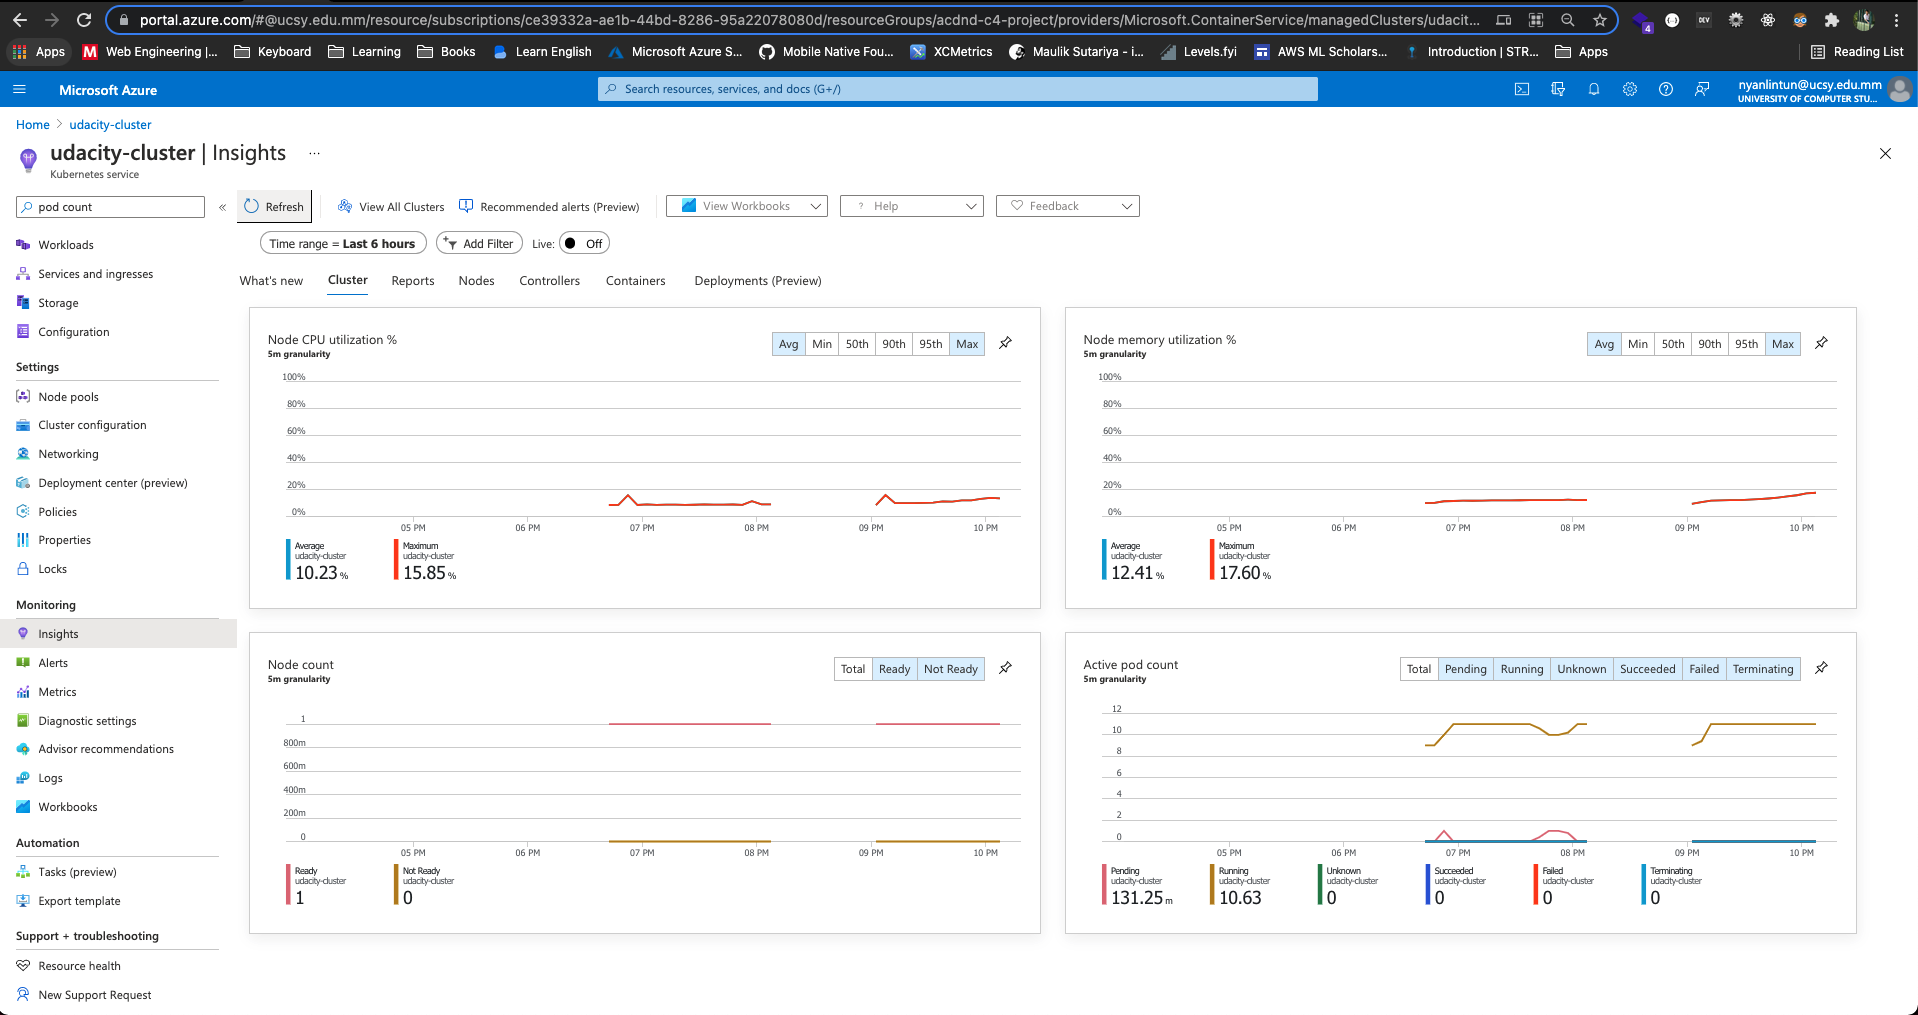 portal.azure.com/#@ucsy.edu.mm/resource/subscriptions/ce39332a-ae1b-44bd-8286-95a22078080d/resourceGroups/acdnd-c4-project/providers/Microsoft.ContainerService/managedClusters/udacit...
4
DEV
Apps
Web Engineering |...
Keyboard
Learning
Books
Learn English
Microsoft Azure S...
Mobile Native Fou...
XCMetrics
Maulik Sutariya - i...
Levels.fyi
AWS ML Scholars...
Introduction | STR...
Apps
Reading List
Microsoft Azure
Search resources, services, and docs (G+/)
nyanlintun@ucsy.edu.mm
UNIVERSITY OF COMPUTER STU...
Home > udacity-cluster
udacity-cluster | Insights ...
Kubernetes service
pod count
«
Refresh
View All Clusters
Recommended alerts (Preview)
View Workbooks
? Help
Feedback
Time range = Last 6 hours
Add Filter
Live: Off
What's new
Cluster
Reports
Nodes
Controllers
Containers
Deployments (Preview)
Workloads
Services and ingresses
Storage
Configuration
Settings
Node pools
Cluster configuration
Networking
Deployment center (preview)
Policies
Properties
Locks
Monitoring
Insights
Alerts
Metrics
Diagnostic settings
Advisor recommendations
Logs
Workbooks
Automation
Tasks (preview)
Export template
Support + troubleshooting
Resource health
New Support Request
Node CPU utilization %
5m granularity
Avg Min 50th 90th 95th Max
100%
80%
60%
40%
20%
0%
05 PM 06 PM 07 PM 08 PM 09 PM 10 PM
Average
udacity-cluster
10.23 %
Maximum
udacity-cluster
15.85 %
Node memory utilization %
5m granularity
Avg Min 50th 90th 95th Max
100%
80%
60%
40%
20%
0%
05 PM 06 PM 07 PM 08 PM 09 PM 10 PM
Average
udacity-cluster
12.41 %
Maximum
udacity-cluster
17.60 %
Node count
5m granularity
Total Ready Not Ready
1
800m
600m
400m
200m
0
05 PM 06 PM 07 PM 08 PM 09 PM 10 PM
Ready
udacity-cluster
1
Not Ready
udacity-cluster
0
Active pod count
5m granularity
Total Pending Running Unknown Succeeded Failed Terminating
12
10
8
6
4
2
0
05 PM 06 PM 07 PM 08 PM 09 PM 10 PM
Pending
udacity-cluster
131.25 m
Running
udacity-cluster
10.63
Unknown
udacity-cluster
0
Succeeded
udacity-cluster
0
Failed
udacity-cluster
0
Terminating
udacity-cluster
0